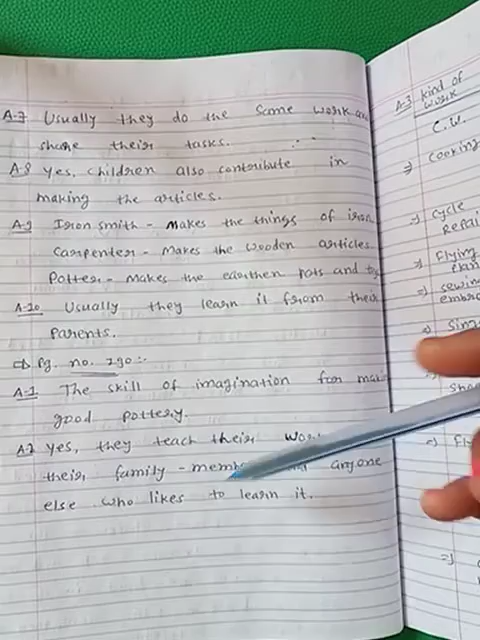 A-7 Usually they do the same work and
share their tasks.
A-8 yes, children also contribute in
making the articles.
A-9 Iron smith - makes the things of iron
Carpenter - makes the wooden articles
Potter - makes the earthen pots and
A-10 Usually they learn it from their
parents.
⇒ Pg. no. 190:-
A-1 The skill of imagination for
good pottery.
A-2 yes, they teach their
their family - anyone
else who likes to learn it.
A-3 kind of
work
C.W.
⇒ Cooking
⇒ Cycle
Repai
⇒ Flying
⇒ sewing
embro
⇒
⇒ Fly
⇒